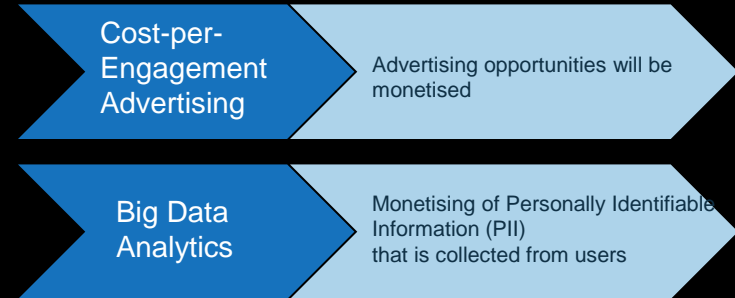 Cost-per-
Engagement
Advertising
Advertising opportunities will be
monetised
Big Data
Analytics
Monetising of Personally Identifiable
Information (PII)
that is collected from users